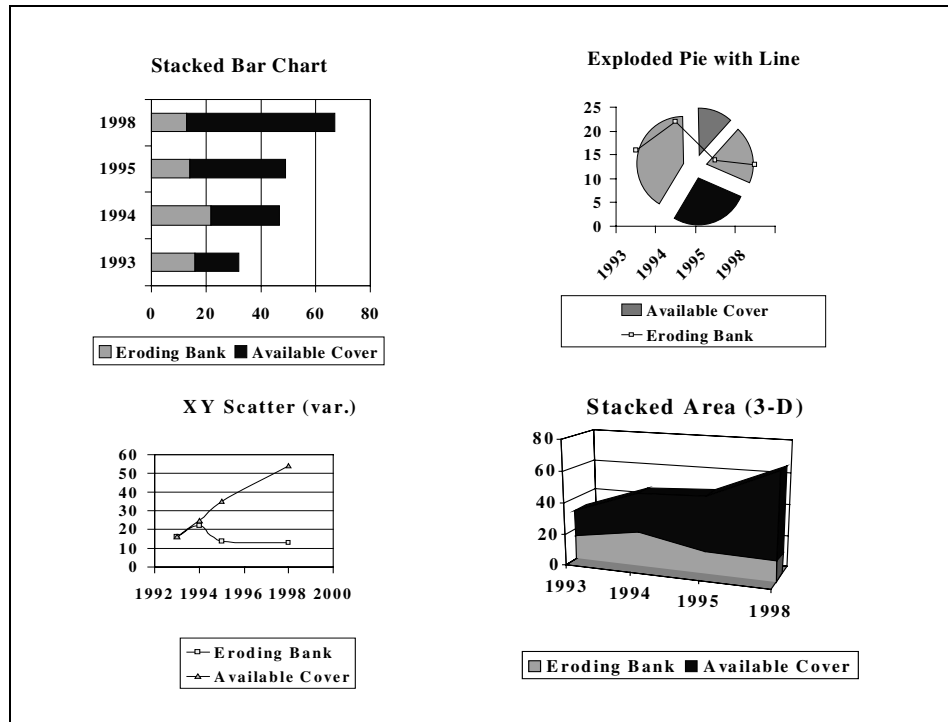 Stacked Bar Chart
1998
1995
1994
1993
0 20 40 60 80
Eroding Bank Available Cover
Exploded Pie with Line
25
20
15
10
5
0
1993 1994 1995 1998
Available Cover
Eroding Bank
XY Scatter (var.)
60
50
40
30
20
10
0
1992 1994 1996 1998 2000
Eroding Bank
Available Cover
Stacked Area (3-D)
80
60
40
20
0
1993 1994 1995 1998
Eroding Bank Available Cover